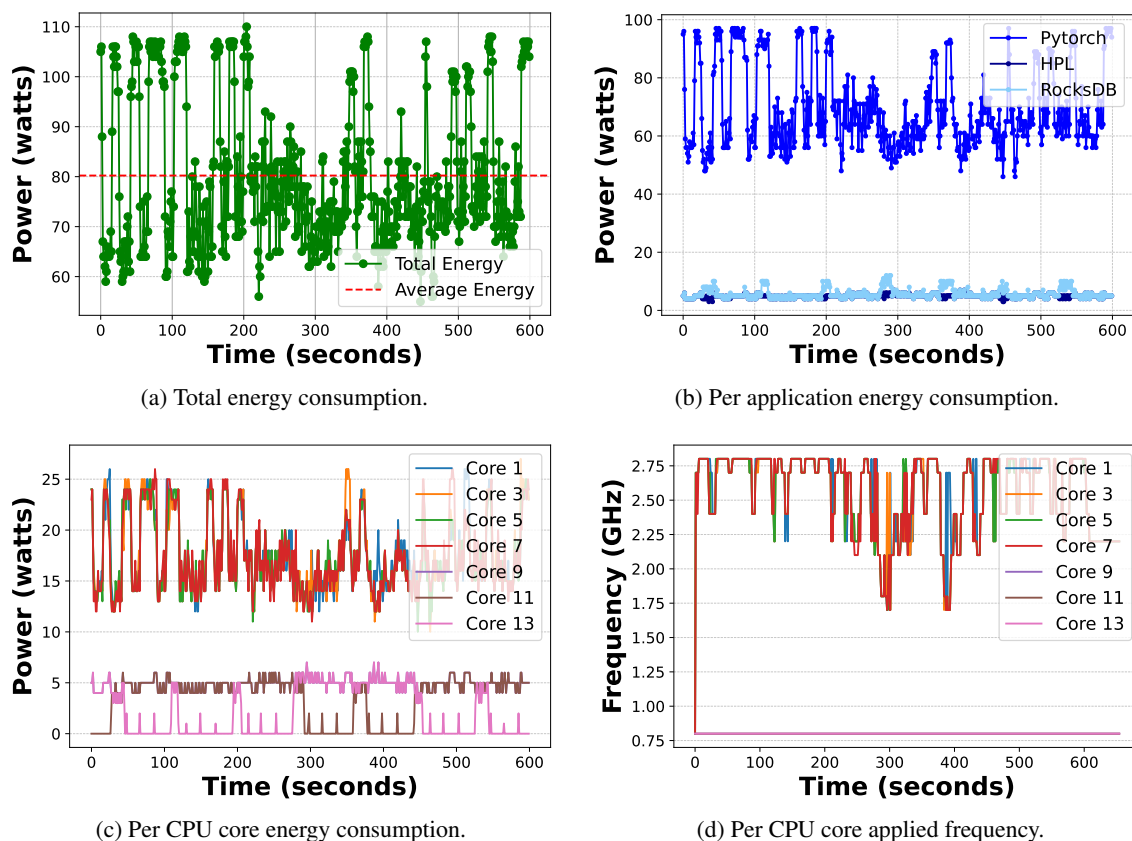 110
100
90
80
70
60
Power (watts)
0 100 200 300 400 500 600
Time (seconds)
Total Energy
Average Energy
(a) Total energy consumption.
100
80
60
40
20
0
Power (watts)
0 100 200 300 400 500 600
Time (seconds)
Pytorch
HPL
RocksDB
(b) Per application energy consumption.
25
20
15
10
5
0
Power (watts)
0 100 200 300 400 500 600
Time (seconds)
Core 1
Core 3
Core 5
Core 7
Core 9
Core 11
Core 13
(c) Per CPU core energy consumption.
2.75
2.50
2.25
2.00
1.75
1.50
1.25
1.00
0.75
Frequency (GHz)
0 100 200 300 400 500 600
Time (seconds)
Core 1
Core 3
Core 5
Core 7
Core 9
Core 11
Core 13
(d) Per CPU core applied frequency.